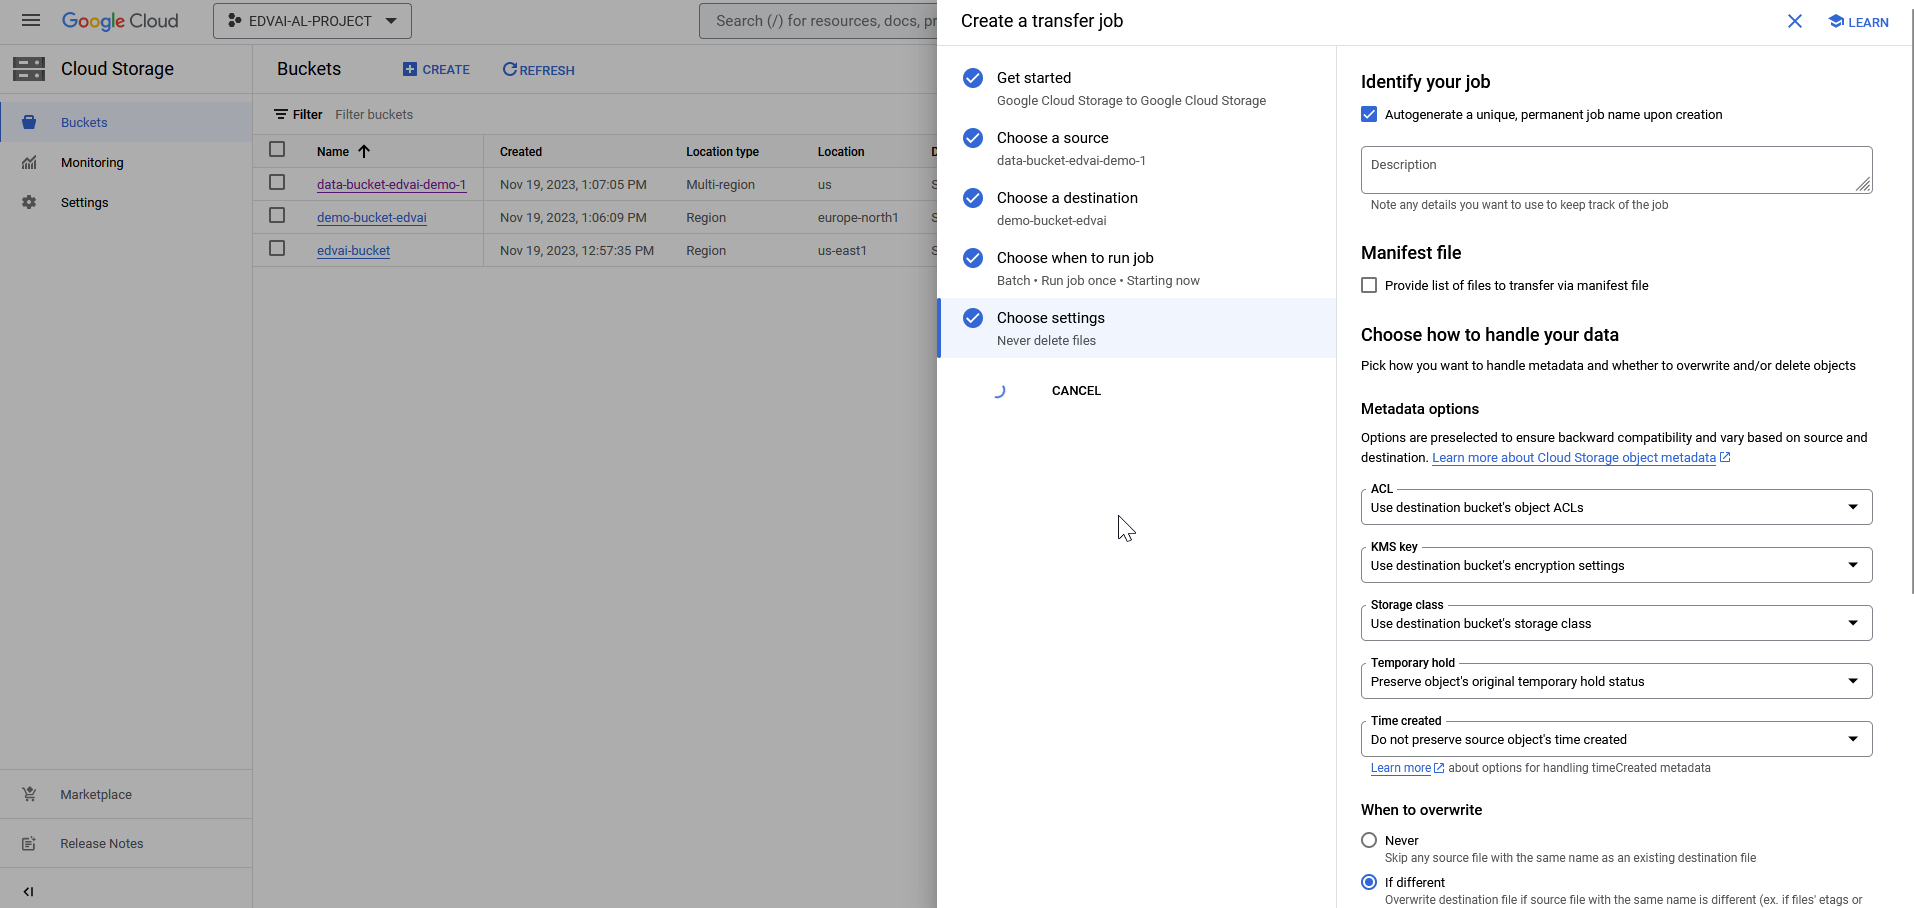 Google Cloud
EDVAI-AL-PROJECT
Search (/) for resources, docs, pr
Cloud Storage
Buckets
Monitoring
Settings
Marketplace
Release Notes
Buckets
CREATE
REFRESH
Filter Filter buckets
Name Created Location type Location
data-bucket-edvai-demo-1 Nov 19, 2023, 1:07:05 PM Multi-region us S
demo-bucket-edvai Nov 19, 2023, 1:06:09 PM Region europe-north1 S
edvai-bucket Nov 19, 2023, 12:57:35 PM Region us-east1 S
Create a transfer job
LEARN
Get started
Google Cloud Storage to Google Cloud Storage
Choose a source
data-bucket-edvai-demo-1
Choose a destination
demo-bucket-edvai
Choose when to run job
Batch • Run job once • Starting now
Choose settings
Never delete files
CANCEL
Identify your job
Autogenerate a unique, permanent job name upon creation
Description
Note any details you want to use to keep track of the job
Manifest file
Provide list of files to transfer via manifest file
Choose how to handle your data
Pick how you want to handle metadata and whether to overwrite and/or delete objects
Metadata options
Options are preselected to ensure backward compatibility and vary based on source and
destination. Learn more about Cloud Storage object metadata
ACL
Use destination bucket's object ACLs
KMS key
Use destination bucket's encryption settings
Storage class
Use destination bucket's storage class
Temporary hold
Preserve object's original temporary hold status
Time created
Do not preserve source object's time created
Learn more about options for handling timeCreated metadata
When to overwrite
Never
Skip any source file with the same name as an existing destination file
If different
Overwrite destination file if source file with the same name is different (ex. if files' etags or